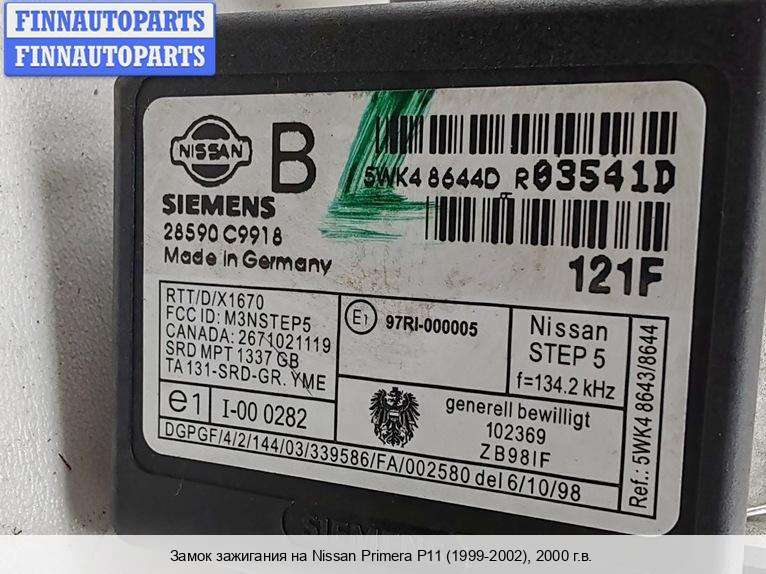 FINNAUTOPARTS
FINNAUTOPARTS
NISSAN
B
5WK4 8644D R03541D
SIEMENS
28590 C9918
121F
Made in Germany
RTT/D/X1670
FCC ID: M3NSTEP5
CANADA: 2671021119
SRD MPT 1337 GB
TA 131-SRD-GR. YME
E1 97RI-000005
Nissan
STEP 5
f=134.2 kHz
e1 I-00 0282
generell bewilligt
102369
ZB98IF
Ref.: 5WK4 8643/8644
DGPGF/4/2/144/03/339586/FA/002580 del 6/10/98
SIEMENS
Замок зажигания на Nissan Primera P11 (1999-2002), 2000 г.в.